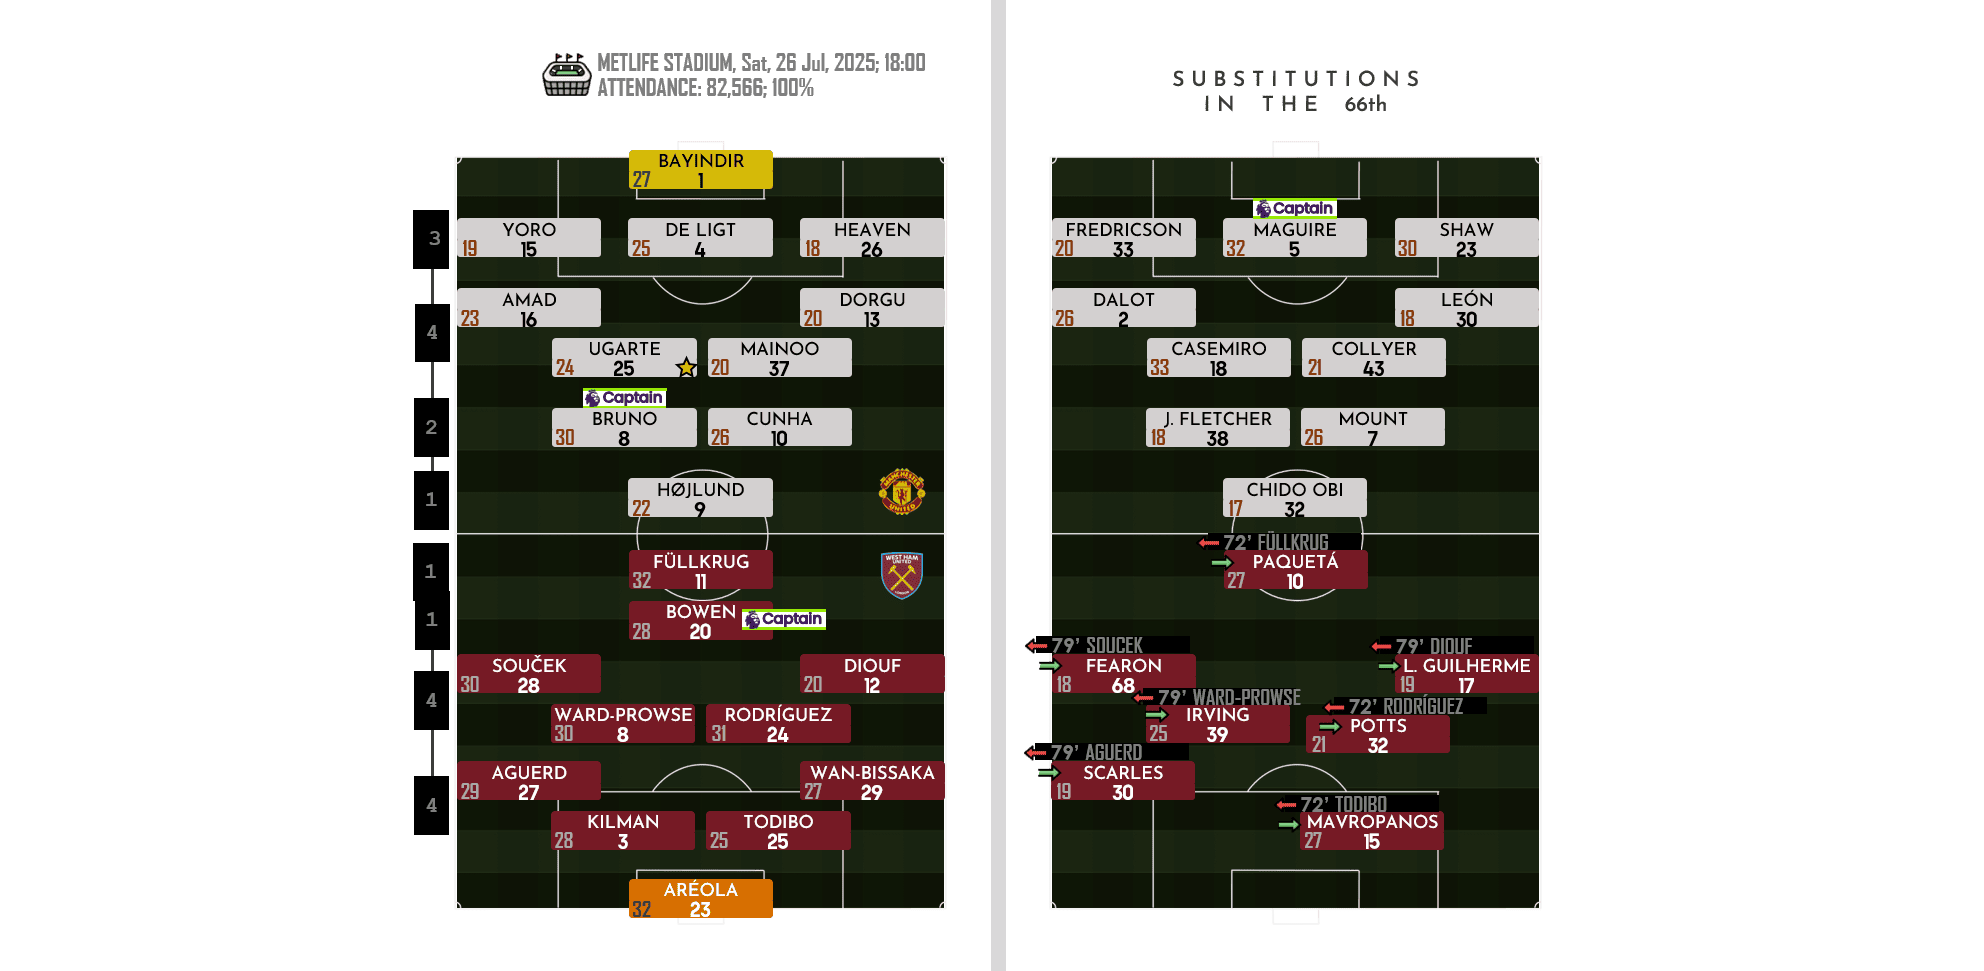 METLIFE STADIUM, Sat, 26 Jul, 2025; 18:00
ATTENDANCE: 82,566; 100%
BAYINDIR
27 1
3
YORO
19 15
DE LIGT
25 4
HEAVEN
18 26
4
AMAD
23 16
DORGU
20 13
UGARTE
24 25
MAINOO
20 37
2
Captain
BRUNO
30 8
CUNHA
26 10
1
HØJLUND
22 9
MANCHESTER
UNITED
1
FÜLLKRUG
32 11
WEST HAM
UNITED
LONDON
1
BOWEN
28 20
Captain
4
SOUČEK
30 28
DIOUF
20 12
WARD-PROWSE
30 8
RODRÍGUEZ
31 24
4
AGUERD
29 27
WAN-BISSAKA
27 29
KILMAN
28 3
TODIBO
25 25
ARÉOLA
32 23
SUBSTITUTIONS
IN THE 66th
FREDRICSON
20 33
Captain
MAGUIRE
32 5
SHAW
30 23
DALOT
26 2
LEÓN
18 30
CASEMIRO
33 18
COLLYER
21 43
J. FLETCHER
18 38
MOUNT
26 7
CHIDO OBI
17 32
72' FÜLLKRUG
PAQUETÁ
27 10
79' SOUCEK
FEARON
18 68
79' DIOUF
L. GUILHERME
19 17
79' WARD-PROWSE
IRVING
25 39
72' RODRÍGUEZ
POTTS
21 32
79' AGUERD
SCARLES
19 30
72' TODIBO
MAVROPANOS
27 15